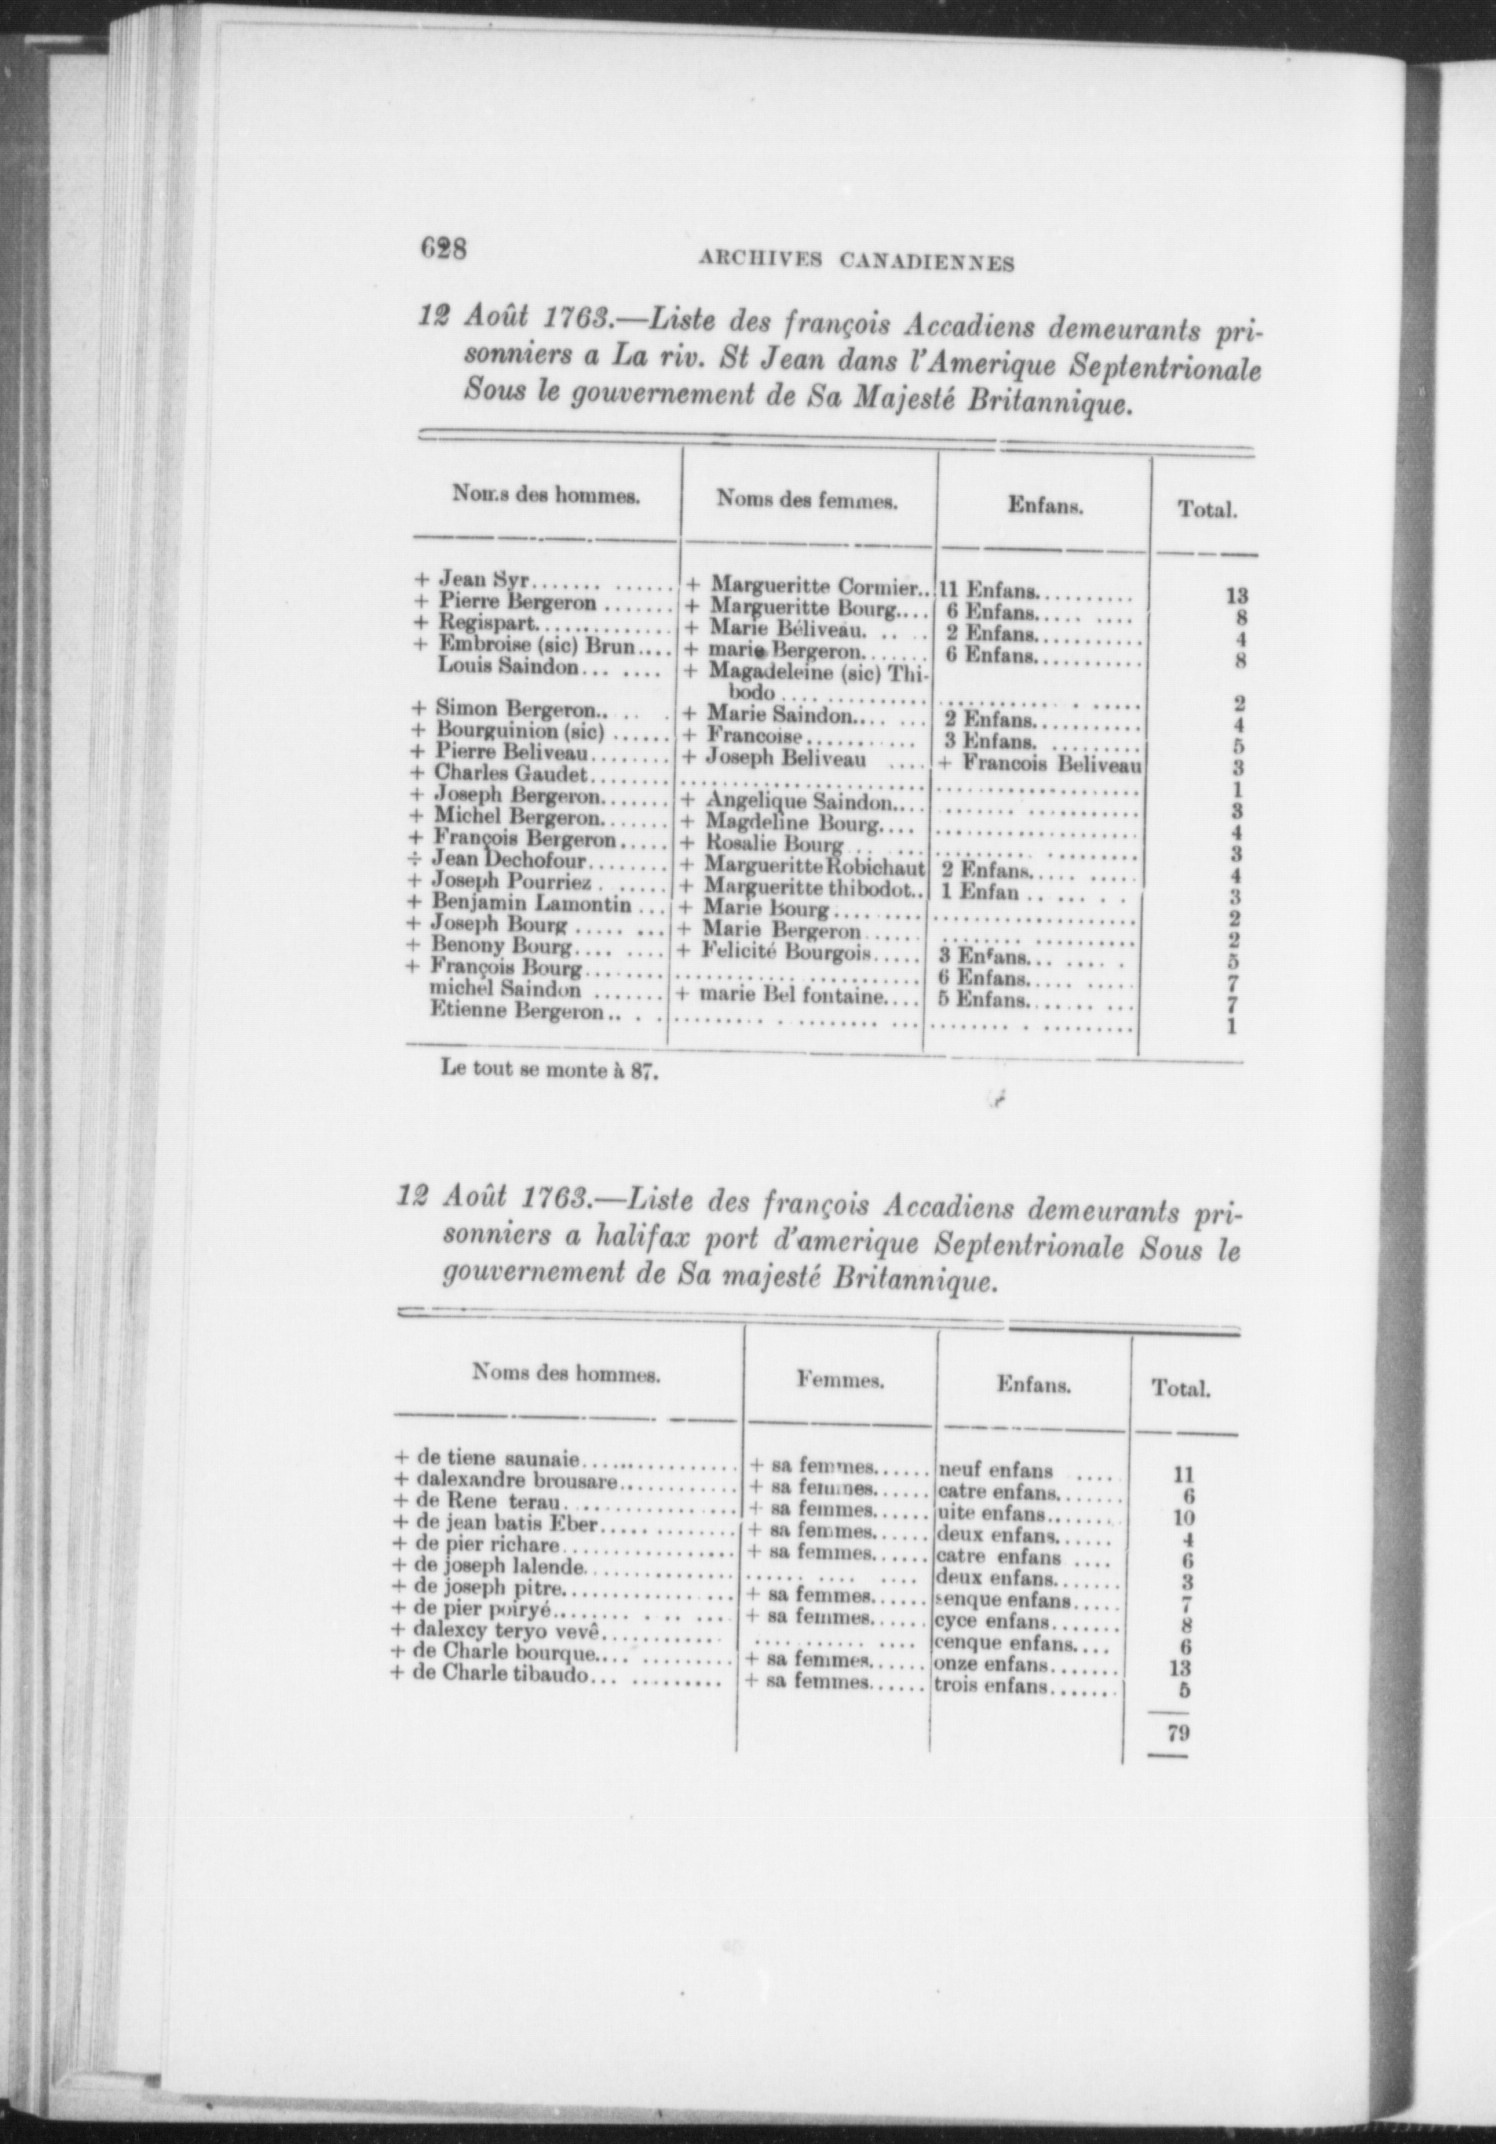 628
ARCHIVES CANADIENNES
12 Août 1763.—Liste des françois Accadiens demeurants pri-
sonniers a La riv. St Jean dans l'Amerique Septentrionale
Sous le gouvernement de Sa Majesté Britannique.
Noms des hommes. Noms des femmes. Enfans. Total.
+ Jean Syr............ + Margueritte Cormier.. 11 Enfans.......... 13
+ Pierre Bergeron ....... + Margueritte Bourg.... 6 Enfans......... 8
+ Regispart............. + Marie Béliveau. .. .. 2 Enfans........... 4
+ Embroise (sic) Brun.... + marie Bergeron....... 6 Enfans........... 8
Louis Saindon... .... + Magadeleine (sic) Thi-
bodo .... .............. .......... . ..... 2
+ Simon Bergeron.. .. . + Marie Saindon.... ... 2 Enfans........... 4
+ Bourguinion (sic) ...... + Francoise........... 3 Enfans. ......... 5
+ Pierre Beliveau........ + Joseph Beliveau .... + Francois Beliveau 3
+ Charles Gaudet........ ...................... ................... 1
+ Joseph Bergeron....... + Angelique Saindon.... ....... .......... 3
+ Michel Bergeron....... + Magdeline Bourg.... ................... 4
+ François Bergeron ..... + Rosalie Bourg ... ... ......... ......... 3
÷ Jean Dechofour........ + Margueritte Robichaut 2 Enfans..... ..... 4
+ Joseph Pourriez . ...... + Margueritte thibodot.. 1 Enfan .. ... . . . 3
+ Benjamin Lamontin ... + Marie Bourg......... ................... 2
+ Joseph Bourg ..... ... + Marie Bergeron...... ........ .......... 2
+ Benony Bourg.... .... + Felicité Bourgois..... 3 Enfans... .... . 5
+ François Bourg........ ............ .......... 6 Enfans..... ..... 7
michel Saindon ....... + marie Bel fontaine.... 5 Enfans....... ... 7
Etienne Bergeron.. . . ......... . ........ ... ......... . ......... 1
Le tout se monte à 87.
12 Août 1763.—Liste des françois Accadiens demeurants pri-
sonniers a halifax port d'amerique Septentrionale Sous le
gouvernement de Sa majesté Britannique.
Noms des hommes. Femmes. Enfans. Total.
+ de tiene saunaie................ + sa femmes...... neuf enfans .... 11
+ dalexandre brousare............ + sa femmes...... catre enfans....... 6
+ de Rene terau................. + sa femmes...... uite enfans....... 10
+ de jean batis Eber.............. + sa femmes...... deux enfans...... 4
+ de pier richare................. + sa femmes...... catre enfans .... 6
+ de joseph lalende............... ...... .... .... deux enfans....... 3
+ de joseph pitre............. ... + sa femmes...... senque enfans..... 7
+ de pier poiryé........ . .. ... + sa femmes...... cyce enfans....... 8
+ dalexcy teryo vevê............ .... ...... .... cenque enfans.... 6
+ de Charle bourque.... ......... + sa femmes...... onze enfans....... 13
+ de Charle tibaudo... .......... + sa femmes...... trois enfans....... 5
79